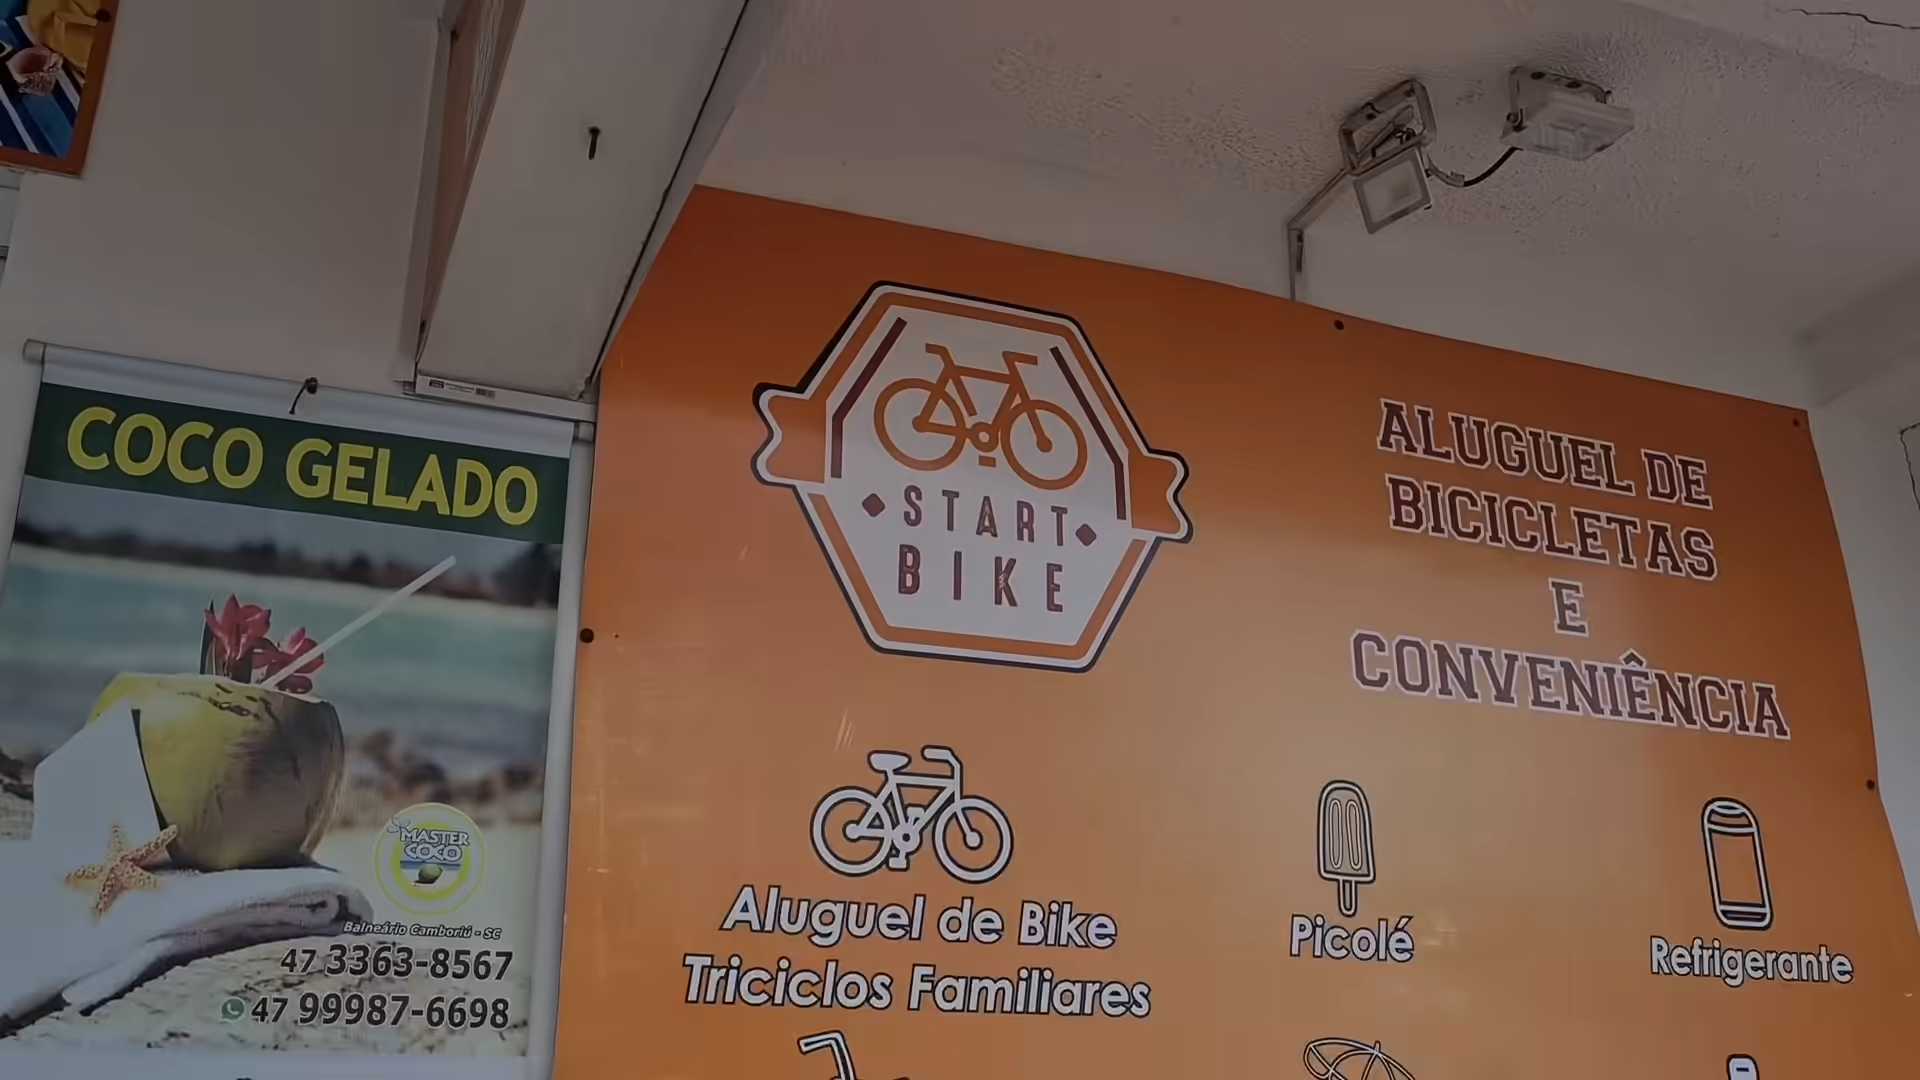 COCO GELADO
MASTER
COCO
Balneário Camboriú - SC
47 3363-8567
47 99987-6698
START
BIKE
ALUGUEL DE
BICICLETAS
E
CONVENIÊNCIA
Aluguel de Bike
Triciclos Familiares
Picolé
Refrigerante